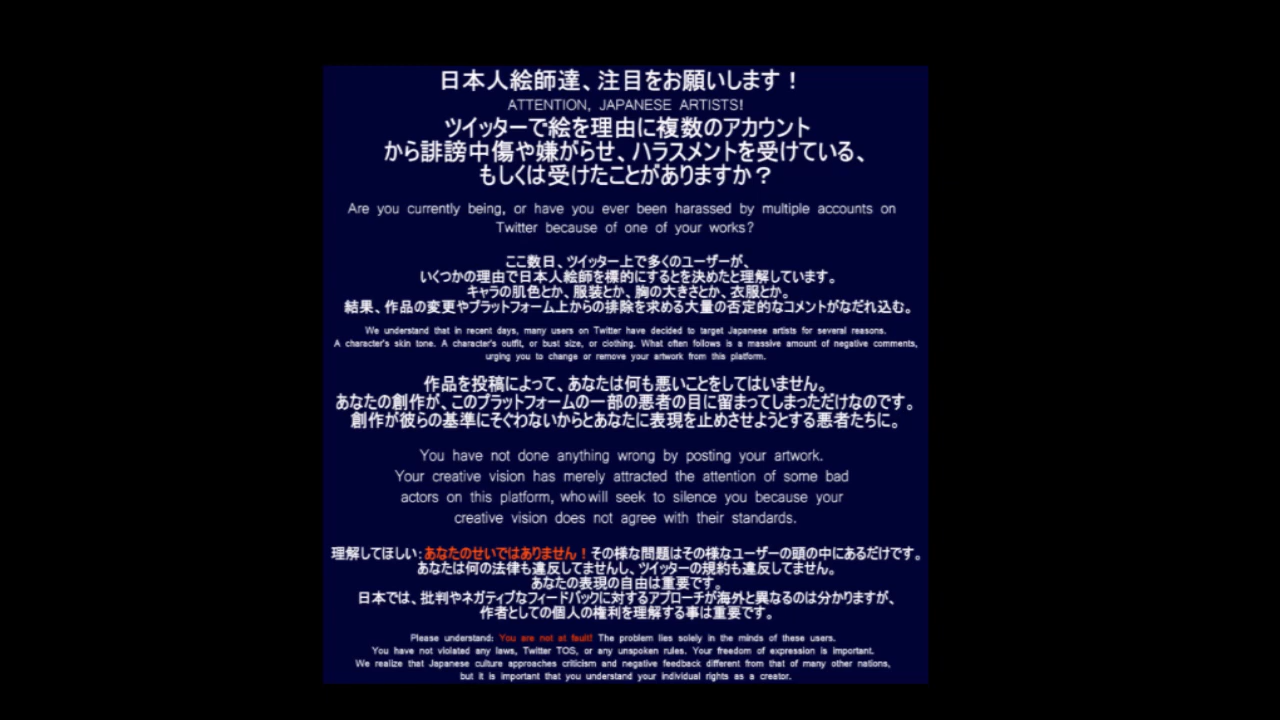 日本人絵師達、注目をお願いします！
ATTENTION, JAPANESE ARTISTS!
ツイッターで絵を理由に複数のアカウント
から誹謗中傷や嫌がらせ、ハラスメントを受けている、
もしくは受けたことがありますか？
Are you currently being, or have you ever been harassed by multiple accounts on
Twitter because of one of your works?
ここ数日、ツイッター上で多くのユーザーが、
いくつかの理由で日本人絵師を標的にするとを決めたと理解しています。
キャラの肌色とか、服装とか、胸の大きさとか、衣服とか。
結果、作品の変更やプラットフォーム上からの排除を求める大量の否定的なコメントがなだれ込む。
We understand that in recent days, many users on Twitter have decided to target Japanese artists for several reasons.
A character's skin tone. A character's outfit, or bust size, or clothing. What often follows is a massive amount of negative comments,
urging you to change or remove your artwork from this platform.
作品を投稿によって、あなたは何も悪いことをしてはいません。
あなたの創作が、このプラットフォームの一部の悪者の目に留まってしまっただけなのです。
創作が彼らの基準にそぐわないからとあなたに表現を止めさせようとする悪者たちに。
You have not done anything wrong by posting your artwork.
Your creative vision has merely attracted the attention of some bad
actors on this platform, who will seek to silence you because your
creative vision does not agree with their standards.
理解してほしい：あなたのせいではありません！その様な問題はその様なユーザーの頭の中にあるだけです。
あなたは何の法律も違反してませんし、ツイッターの規約も違反してません。
あなたの表現の自由は重要です。
日本では、批判やネガティブなフィードバックに対するアプローチが海外と異なるのは分かりますが、
作者としての個人の権利を理解する事は重要です。
Please understand: You are not at fault! The problem lies solely in the minds of these users.
You have not violated any laws, Twitter TOS, or any unspoken rules. Your freedom of expression is important.
We realize that Japanese culture approaches criticism and negative feedback different from that of many other nations,
but it is important that you understand your individual rights as a creator.